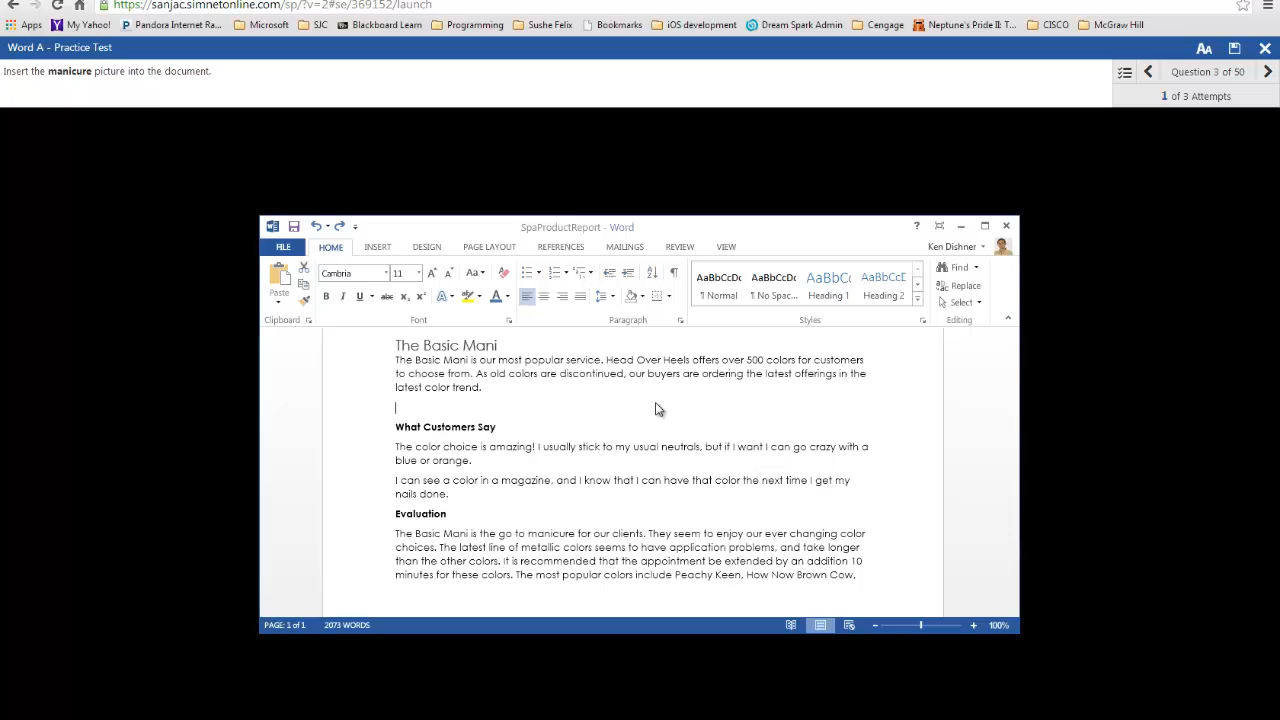 https://sanjac.simnetonline.com/sp/?v=2#se/369152/launch
Apps My Yahoo! Pandora Internet Ra... Microsoft SJC Blackboard Learn Programming Sushe Felix Bookmarks iOS development Dream Spark Admin Cengage Neptune's Pride II: T... CISCO McGraw Hill
Word A - Practice Test
Insert the manicure picture into the document.
Question 3 of 50
1 of 3 Attempts
SpaProductReport - Word
FILE HOME INSERT DESIGN PAGE LAYOUT REFERENCES MAILINGS REVIEW VIEW Ken Dishner
Paste
Cambria 11
AaBbCcDc AaBbCcDc AaBbC( AaBbCcD
¶ Normal ¶ No Spac... Heading 1 Heading 2
Find
Replace
Select
Clipboard Font Paragraph Styles Editing
The Basic Mani
The Basic Mani is our most popular service. Head Over Heels offers over 500 colors for customers
to choose from. As old colors are discontinued, our buyers are ordering the latest offerings in the
latest color trend.
What Customers Say
The color choice is amazing! I usually stick to my usual neutrals, but if I want I can go crazy with a
blue or orange.
I can see a color in a magazine, and I know that I can have that color the next time I get my
nails done.
Evaluation
The Basic Mani is the go to manicure for our clients. They seem to enjoy our ever changing color
choices. The latest line of metallic colors seems to have application problems, and take longer
than the other colors. It is recommended that the appointment be extended by an addition 10
minutes for these colors. The most popular colors include Peachy Keen, How Now Brown Cow,
PAGE: 1 of 1 2073 WORDS 100%